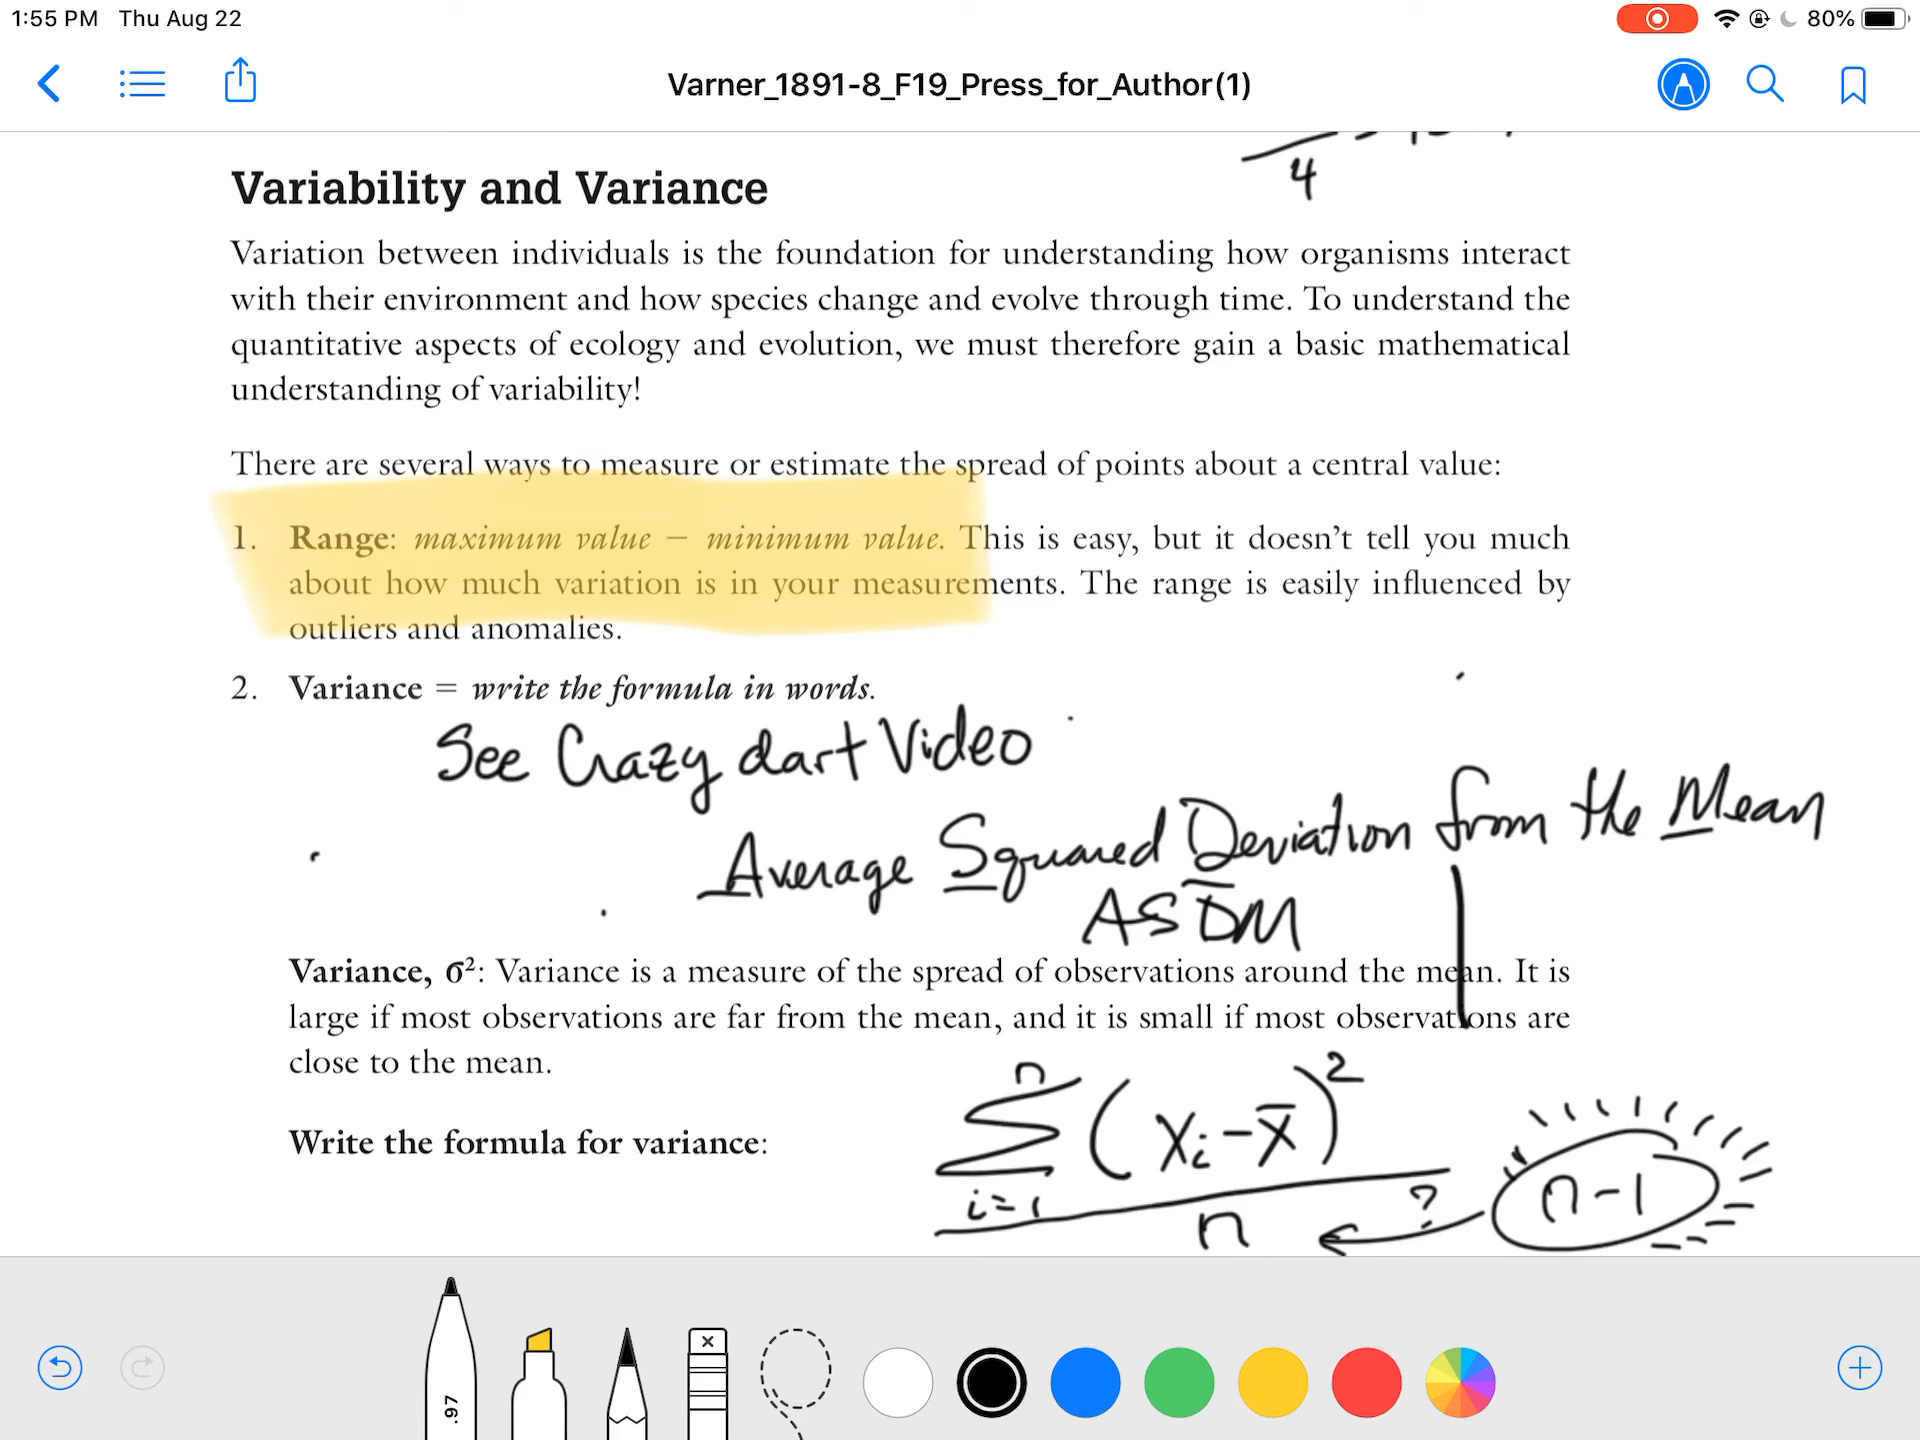 1:55 PM Thu Aug 22
80%
Varner_1891-8_F19_Press_for_Author(1)
4
Variability and Variance
Variation between individuals is the foundation for understanding how organisms interact
with their environment and how species change and evolve through time. To understand the
quantitative aspects of ecology and evolution, we must therefore gain a basic mathematical
understanding of variability!
There are several ways to measure or estimate the spread of points about a central value:
1. Range: maximum value − minimum value. This is easy, but it doesn’t tell you much
about how much variation is in your measurements. The range is easily influenced by
outliers and anomalies.
2. Variance = write the formula in words.
See Crazy dart Video
Average Squared Deviation from the Mean
ASDM
Variance, σ²: Variance is a measure of the spread of observations around the mean. It is
large if most observations are far from the mean, and it is small if most observations are
close to the mean.
n
Σ(xᵢ-x̄)²
Write the formula for variance:
i=1
n ? n-1
.97